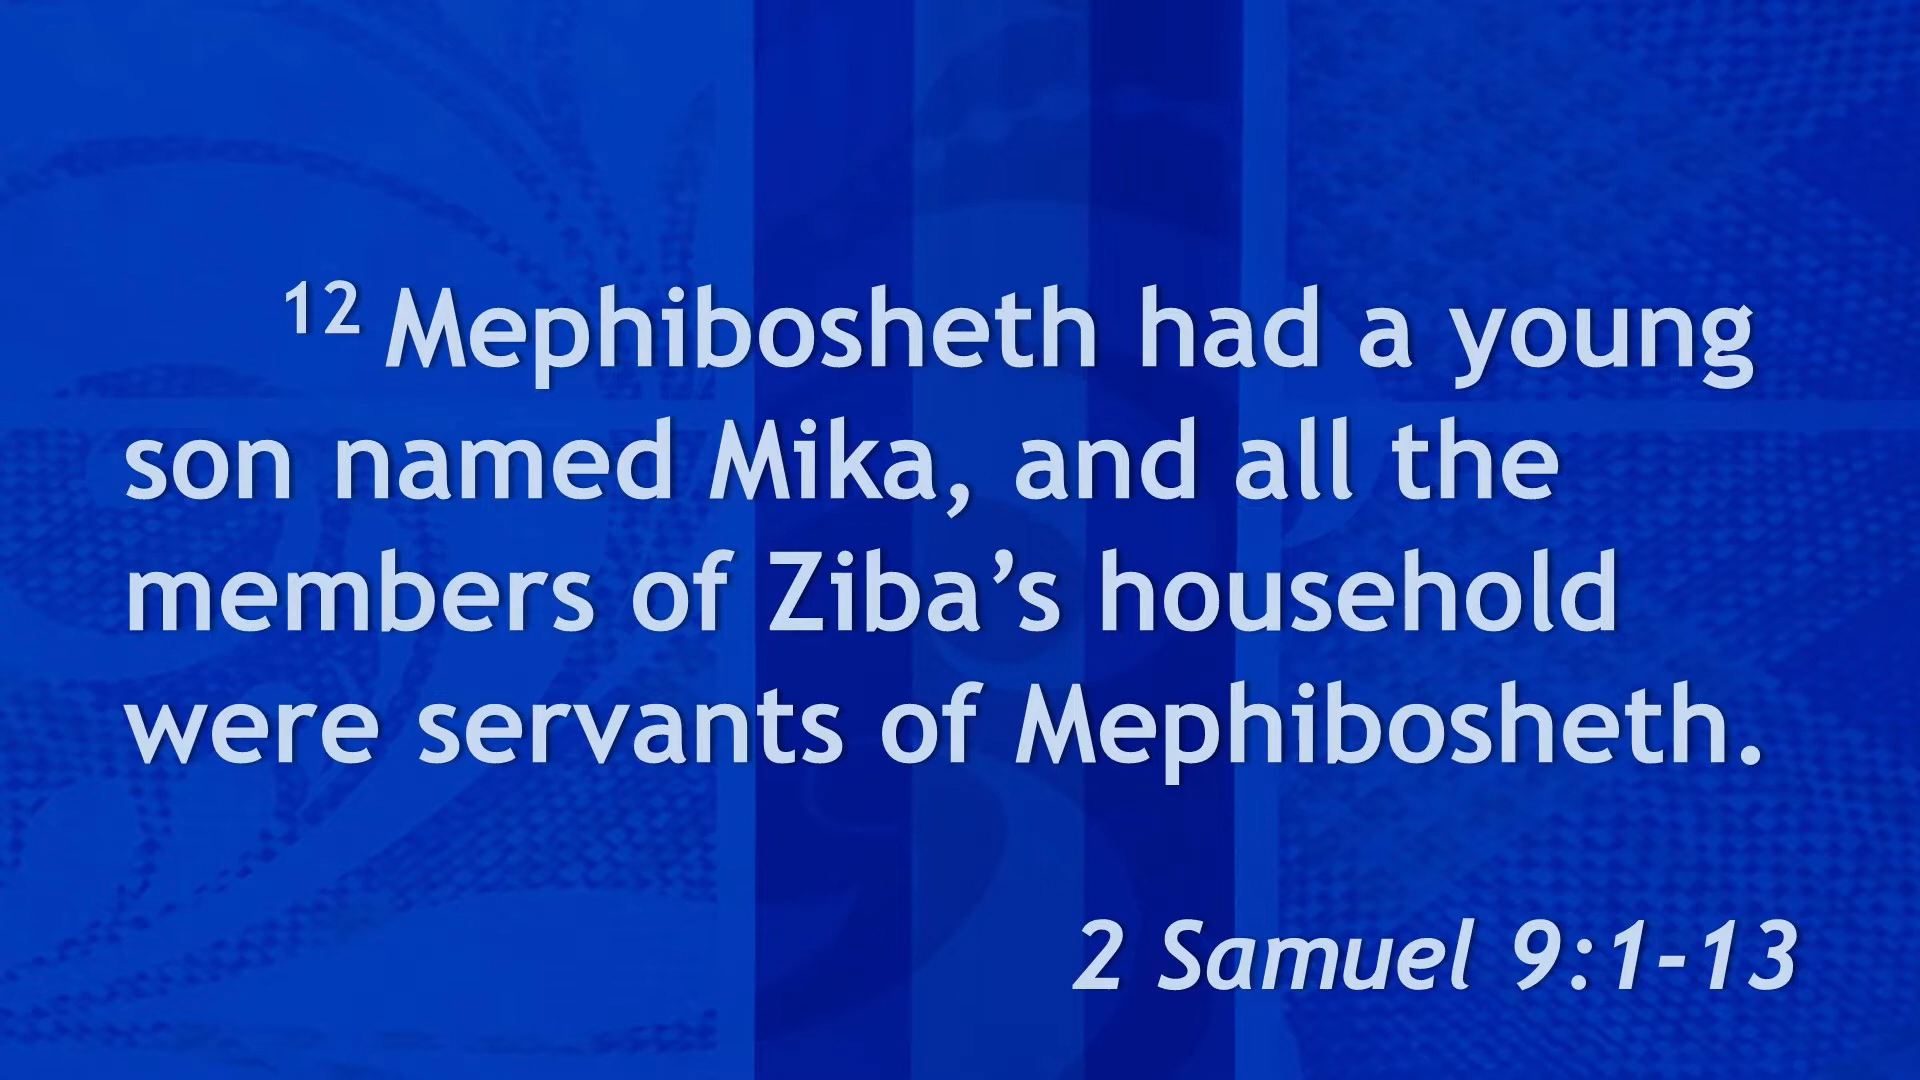 12 Mephibosheth had a young
son named Mika, and all the
members of Ziba’s household
were servants of Mephibosheth.
2 Samuel 9:1-13